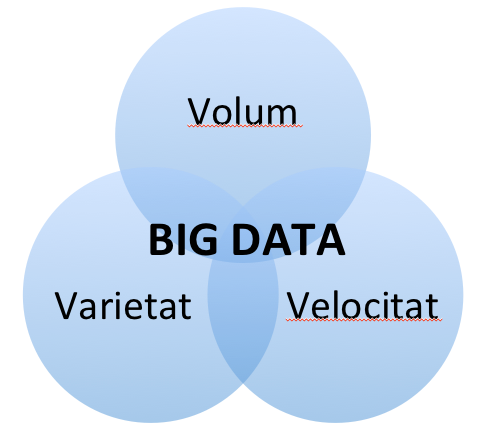 Volum
BIG DATA
Varietat
Velocitat